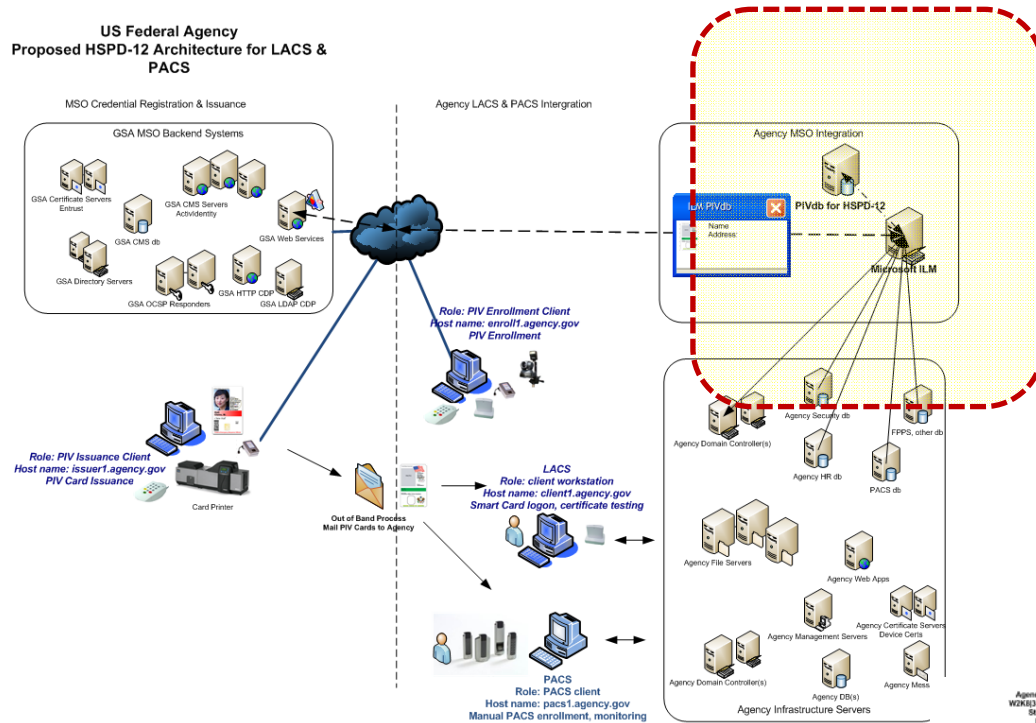 US Federal Agency
Proposed HSPD-12 Architecture for LACS &
PACS
MSO Credential Registration & Issuance
Agency LACS & PACS Intergration
GSA MSO Backend Systems
GSA Certificate Servers
Entrust
GSA CMS Servers
ActivIdentity
GSA CMS db
GSA Web Services
GSA Directory Servers
GSA OCSP Responders
GSA HTTP CDP
GSA LDAP CDP
Agency MSO Integration
PIVdb for HSPD-12
ILM PIVdb
Name
Address:
Microsoft ILM
Role: PIV Enrollment Client
Host name: enroll1.agency.gov
PIV Enrollment
Role: PIV Issuance Client
Host name: issuer1.agency.gov
PIV Card Issuance
Card Printer
Out of Band Process
Mail PIV Cards to Agency
LACS
Role: client workstation
Host name: client1.agency.gov
Smart Card logon, certificate testing
PACS
Role: PACS client
Host name: pacs1.agency.gov
Manual PACS enrollment, monitoring
Agency Domain Controller(s)
Agency Security db
FPPS, other db
Agency HR db
PACS db
Agency File Servers
Agency Web Apps
Agency Management Servers
Agency Certificate Servers
Device Certs
Agency Domain Controller(s)
Agency DB(s)
Agency Mess
Agency Infrastructure Servers